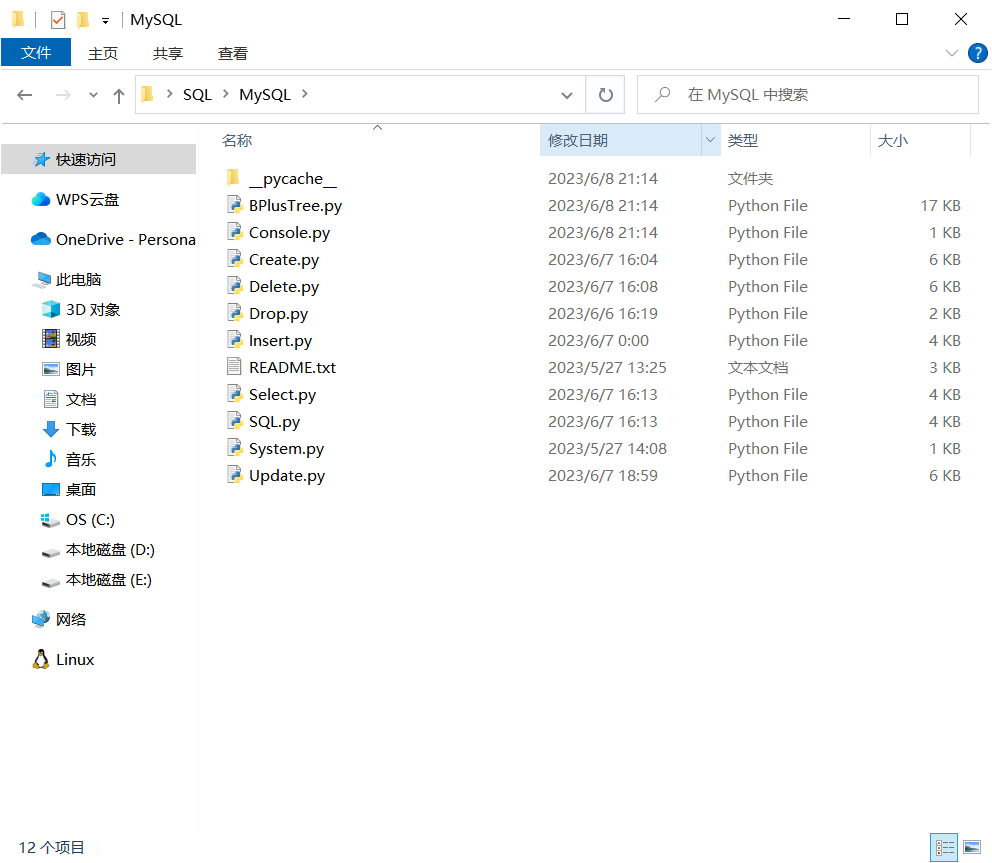 MySQL
文件 主页 共享 查看
SQL MySQL 在 MySQL 中搜索
名称 修改日期 类型 大小
快速访问
WPS云盘
OneDrive - Persona
此电脑
3D 对象
视频
图片
文档
下载
音乐
桌面
OS (C:)
本地磁盘 (D:)
本地磁盘 (E:)
网络
Linux
__pycache__ 2023/6/8 21:14 文件夹
BPlusTree.py 2023/6/8 21:14 Python File 17 KB
Console.py 2023/6/8 21:14 Python File 1 KB
Create.py 2023/6/7 16:04 Python File 6 KB
Delete.py 2023/6/7 16:08 Python File 6 KB
Drop.py 2023/6/6 16:19 Python File 2 KB
Insert.py 2023/6/7 0:00 Python File 4 KB
README.txt 2023/5/27 13:25 文本文档 3 KB
Select.py 2023/6/7 16:13 Python File 4 KB
SQL.py 2023/6/7 16:13 Python File 4 KB
System.py 2023/5/27 14:08 Python File 1 KB
Update.py 2023/6/7 18:59 Python File 6 KB
12 个项目